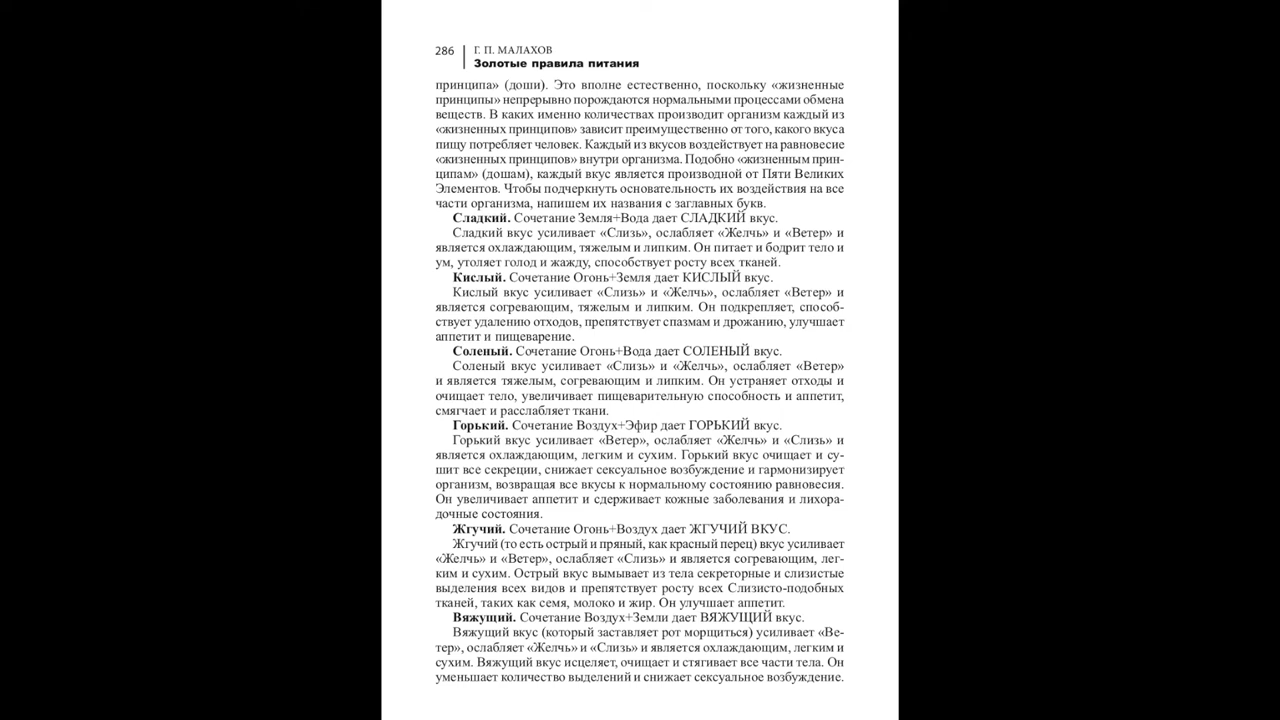 286
Г. П. МАЛАХОВ
Золотые правила питания
принципа» (доши). Это вполне естественно, поскольку «жизненные
принципы» непрерывно порождаются нормальными процессами обмена
веществ. В каких именно количествах производит организм каждый из
«жизненных принципов» зависит преимущественно от того, какого вкуса
пищу потребляет человек. Каждый из вкусов воздействует на равновесие
«жизненных принципов» внутри организма. Подобно «жизненным прин-
ципам» (дошам), каждый вкус является производной от Пяти Великих
Элементов. Чтобы подчеркнуть основательность их воздействия на все
части организма, напишем их названия с заглавных букв.
Сладкий. Сочетание Земля+Вода дает СЛАДКИЙ вкус.
Сладкий вкус усиливает «Слизь», ослабляет «Желчь» и «Ветер» и
является охлаждающим, тяжелым и липким. Он питает и бодрит тело и
ум, утоляет голод и жажду, способствует росту всех тканей.
Кислый. Сочетание Огонь+Земля дает КИСЛЫЙ вкус.
Кислый вкус усиливает «Слизь» и «Желчь», ослабляет «Ветер» и
является согревающим, тяжелым и липким. Он подкрепляет, способ-
ствует удалению отходов, препятствует спазмам и дрожанию, улучшает
аппетит и пищеварение.
Соленый. Сочетание Огонь+Вода дает СОЛЕНЫЙ вкус.
Соленый вкус усиливает «Слизь» и «Желчь», ослабляет «Ветер»
и является тяжелым, согревающим и липким. Он устраняет отходы и
очищает тело, увеличивает пищеварительную способность и аппетит,
смягчает и расслабляет ткани.
Горький. Сочетание Воздух+Эфир дает ГОРЬКИЙ вкус.
Горький вкус усиливает «Ветер», ослабляет «Желчь» и «Слизь» и
является охлаждающим, легким и сухим. Горький вкус очищает и су-
шит все секреции, снижает сексуальное возбуждение и гармонизирует
организм, возвращая все вкусы к нормальному состоянию равновесия.
Он увеличивает аппетит и сдерживает кожные заболевания и лихора-
дочные состояния.
Жгучий. Сочетание Огонь+Воздух дает ЖГУЧИЙ ВКУС.
Жгучий (то есть острый и пряный, как красный перец) вкус усиливает
«Желчь» и «Ветер», ослабляет «Слизь» и является согревающим, лег-
ким и сухим. Острый вкус вымывает из тела секреторные и слизистые
выделения всех видов и препятствует росту всех Слизисто-подобных
тканей, таких как семя, молоко и жир. Он улучшает аппетит.
Вяжущий. Сочетание Воздух+Земли дает ВЯЖУЩИЙ вкус.
Вяжущий вкус (который заставляет рот морщиться) усиливает «Ве-
тер», ослабляет «Желчь» и «Слизь» и является охлаждающим, легким и
сухим. Вяжущий вкус исцеляет, очищает и стягивает все части тела. Он
уменьшает количество выделений и снижает сексуальное возбуждение.